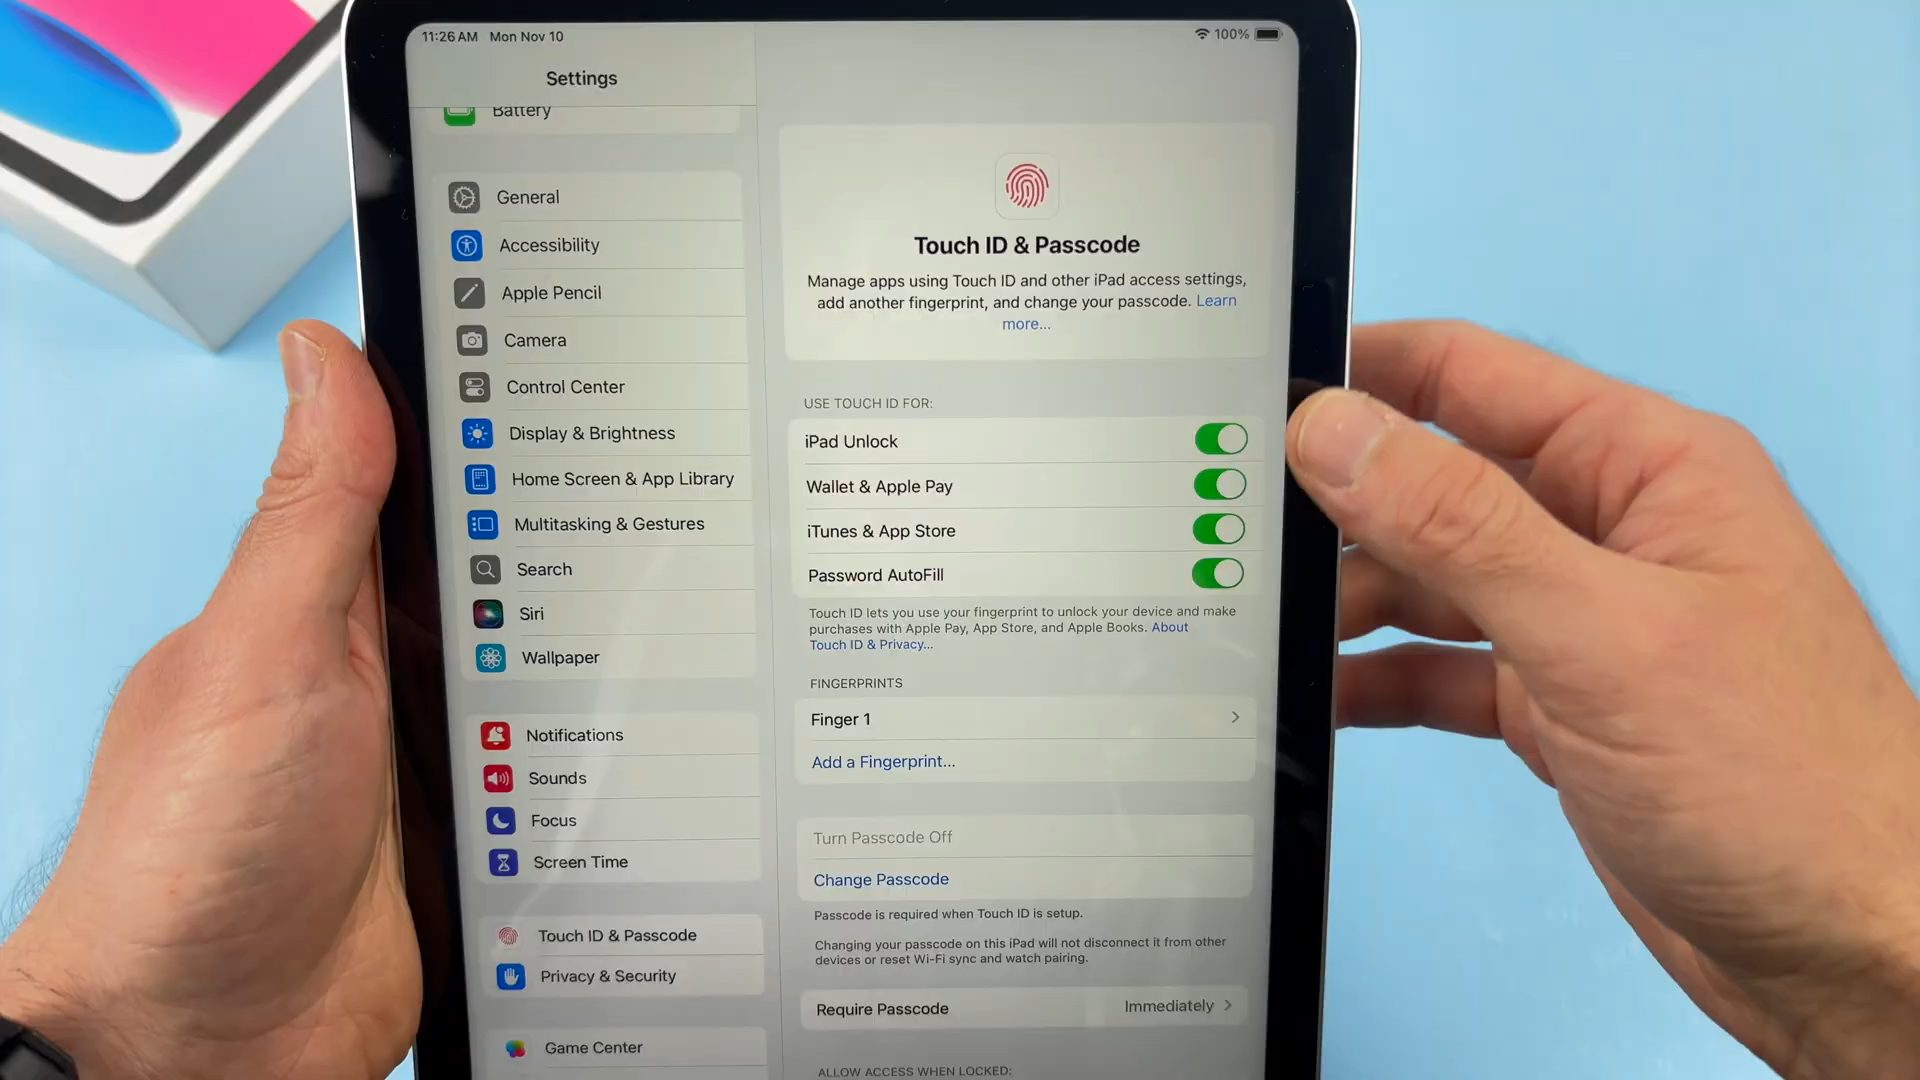 11:26 AM Mon Nov 10
100%
Settings
Battery
General
Accessibility
Apple Pencil
Camera
Control Center
Display & Brightness
Home Screen & App Library
Multitasking & Gestures
Search
Siri
Wallpaper
Notifications
Sounds
Focus
Screen Time
Touch ID & Passcode
Privacy & Security
Game Center
Touch ID & Passcode
Manage apps using Touch ID and other iPad access settings,
add another fingerprint, and change your passcode. Learn
more...
USE TOUCH ID FOR:
iPad Unlock
Wallet & Apple Pay
iTunes & App Store
Password AutoFill
Touch ID lets you use your fingerprint to unlock your device and make
purchases with Apple Pay, App Store, and Apple Books. About
Touch ID & Privacy...
FINGERPRINTS
Finger 1
Add a Fingerprint...
Turn Passcode Off
Change Passcode
Passcode is required when Touch ID is setup.
Changing your passcode on this iPad will not disconnect it from other
devices or reset Wi-Fi sync and watch pairing.
Require Passcode Immediately
ALLOW ACCESS WHEN LOCKED: